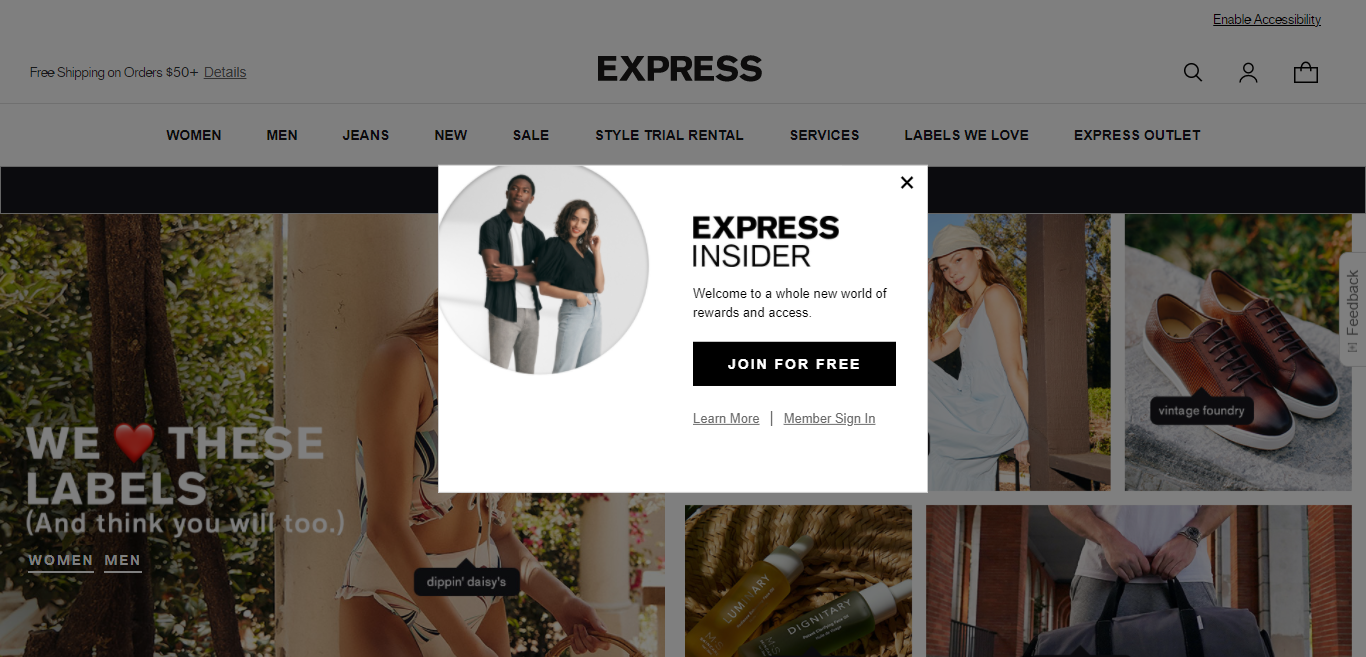 Enable Accessibility
Free Shipping on Orders $50+ Details
EXPRESS
WOMEN MEN JEANS NEW SALE STYLE TRIAL RENTAL SERVICES LABELS WE LOVE EXPRESS OUTLET
EXPRESS
INSIDER
Welcome to a whole new world of
rewards and access.
JOIN FOR FREE
Learn More | Member Sign In
Feedback
vintage foundry
WE ❤️ THESE
LABELS
(And think you will too.)
WOMEN MEN
dippin' daisy's
LUMINARY
DIGNITARY